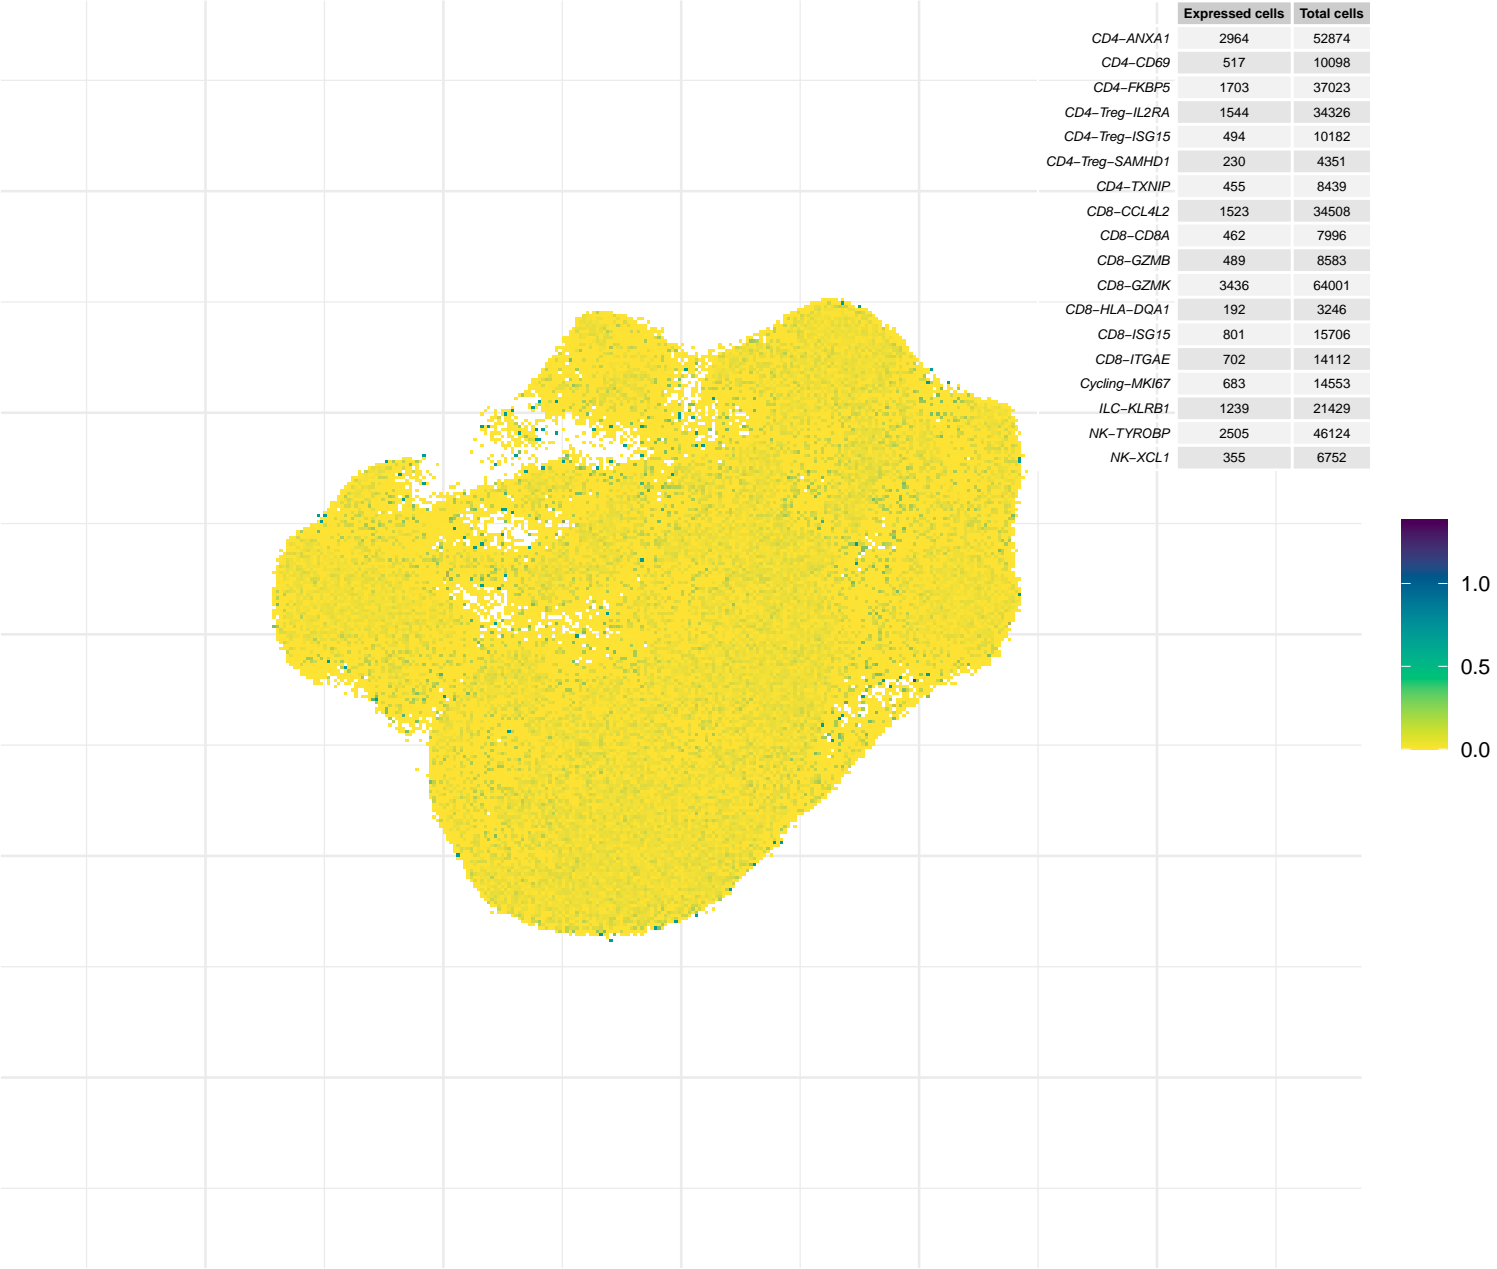 Expressed cells Total cells
CD4−ANXA1 2964 52874
CD4−CD69 517 10098
CD4−FKBP5 1703 37023
CD4−Treg−IL2RA 1544 34326
CD4−Treg−ISG15 494 10182
CD4−Treg−SAMHD1 230 4351
CD4−TXNIP 455 8439
CD8−CCL4L2 1523 34508
CD8−CD8A 462 7996
CD8−GZMB 489 8583
CD8−GZMK 3436 64001
CD8−HLA−DQA1 192 3246
CD8−ISG15 801 15706
CD8−ITGAE 702 14112
Cycling−MKI67 683 14553
ILC−KLRB1 1239 21429
NK−TYROBP 2505 46124
NK−XCL1 355 6752
1.0
0.5
0.0